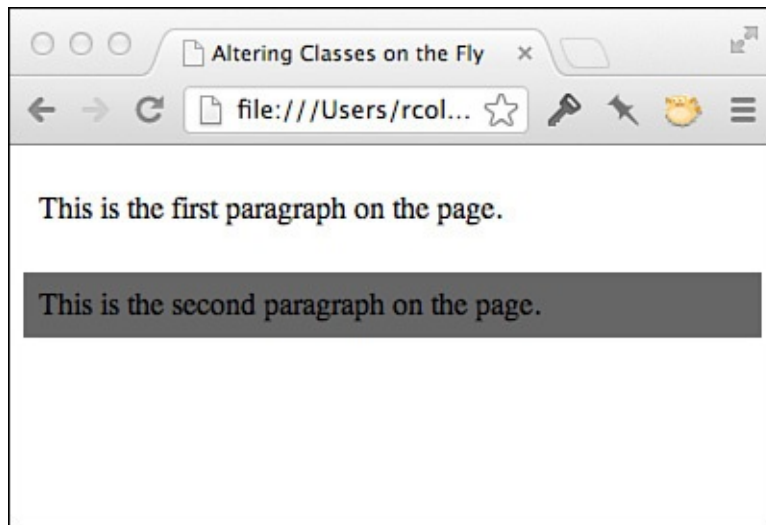 Altering Classes on the Fly
file:///Users/rcol...
This is the first paragraph on the page.
This is the second paragraph on the page.